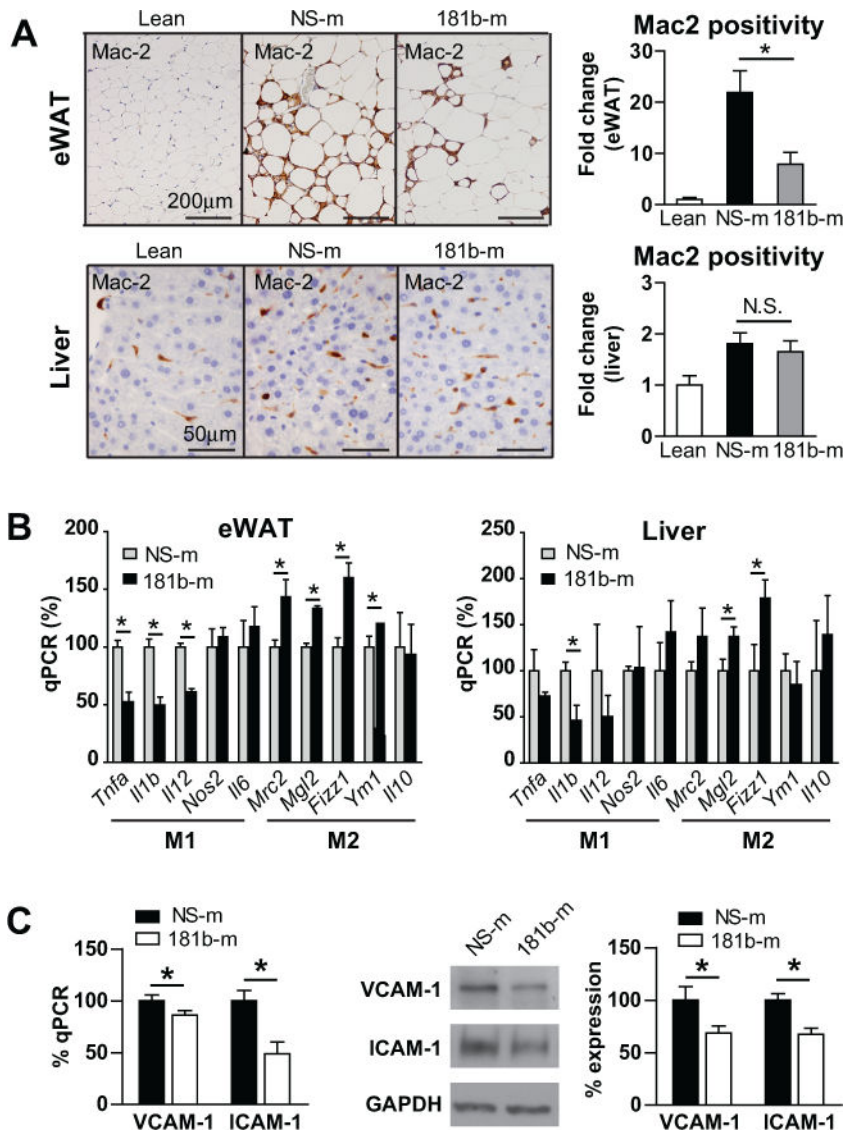 A
Lean NS-m 181b-m
eWAT
Mac-2 Mac-2 Mac-2
200μm
Mac2 positivity
*
Fold change
(eWAT)
30
20
10
0
Lean NS-m 181b-m
Lean NS-m 181b-m
Liver
Mac-2 Mac-2 Mac-2
50μm
Mac2 positivity
N.S.
Fold change
(liver)
3
2
1
0
Lean NS-m 181b-m
B
eWAT
NS-m
181b-m
qPCR (%)
200
150
100
50
0
* * * * * * *
Tnfa Il1b Il12 Nos2 Il6 Mrc2 Mgl2 Fizz1 Ym1 Il10
M1 M2
Liver
NS-m
181b-m
qPCR (%)
250
200
150
100
50
0
* * *
Tnfa Il1b Il12 Nos2 Il6 Mrc2 Mgl2 Fizz1 Ym1 Il10
M1 M2
C
NS-m
181b-m
% qPCR
150
100
50
0
* *
VCAM-1 ICAM-1
NS-m 181b-m
VCAM-1
ICAM-1
GAPDH
NS-m
181b-m
% expression
150
100
50
0
* *
VCAM-1 ICAM-1